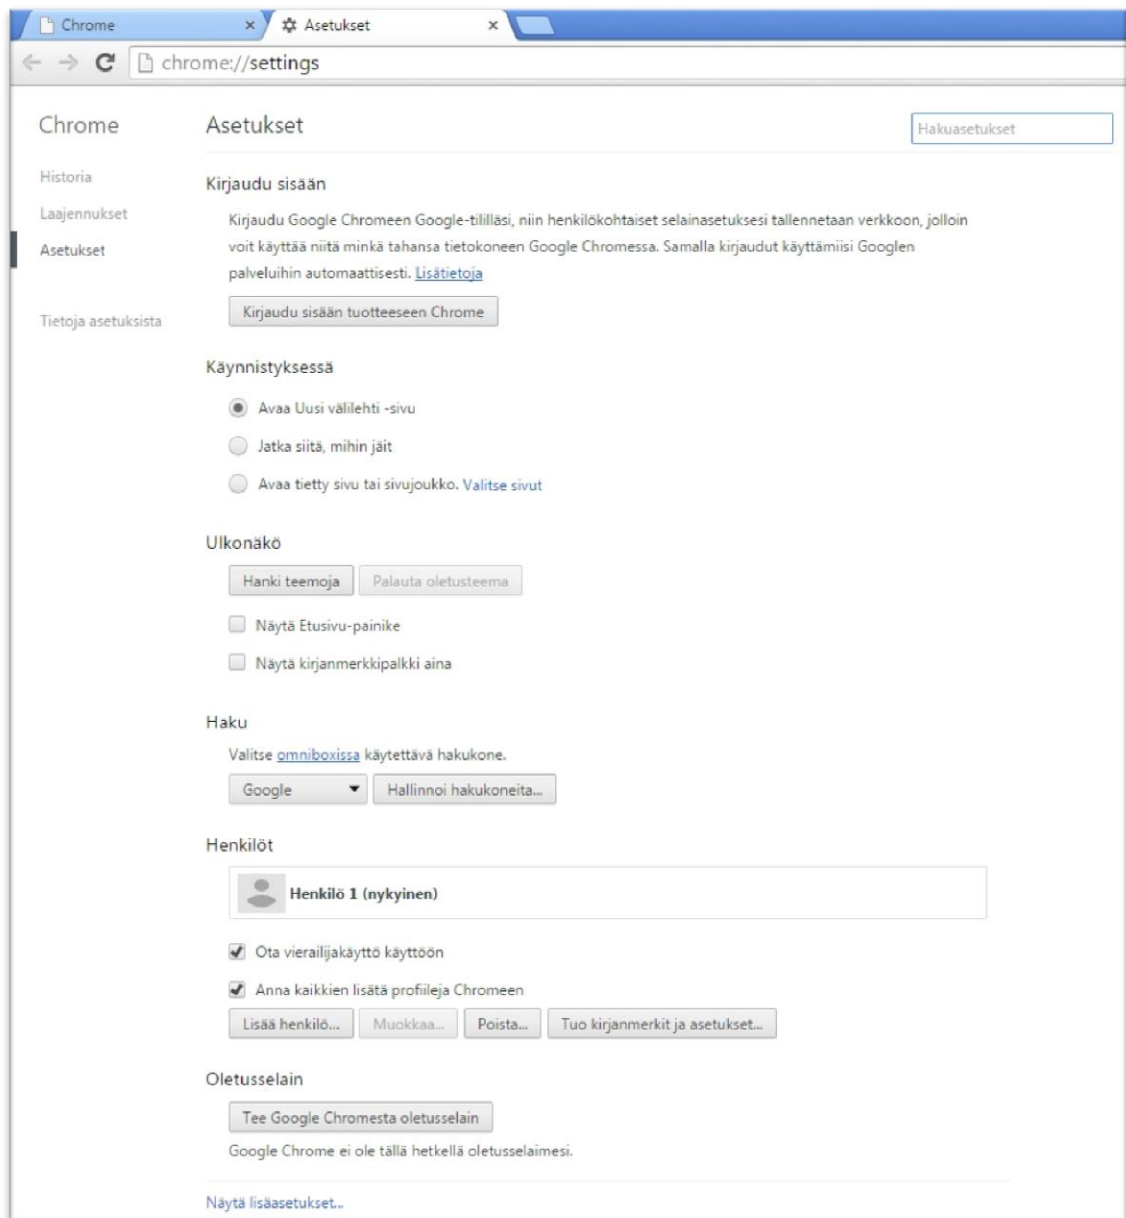 Chrome
Asetukset
chrome://settings
Chrome
Asetukset
Hakuasetukset
Historia
Laajennukset
Asetukset
Tietoja asetuksista
Kirjaudu sisään
Kirjaudu Google Chromeen Google-tililläsi, niin henkilökohtaiset selainasetuksesi tallennetaan verkkoon, jolloin
voit käyttää niitä minkä tahansa tietokoneen Google Chromessa. Samalla kirjaudut käyttämiisi Googlen
palveluihin automaattisesti. Lisätietoja
Kirjaudu sisään tuotteeseen Chrome
Käynnistyksessä
Avaa Uusi välilehti -sivu
Jatka siitä, mihin jäit
Avaa tietty sivu tai sivujoukko. Valitse sivut
Ulkonäkö
Hanki teemoja
Palauta oletusteema
Näytä Etusivu-painike
Näytä kirjanmerkkipalkki aina
Haku
Valitse omniboxissa käytettävä hakukone.
Google
Hallinnoi hakukoneita...
Henkilöt
Henkilö 1 (nykyinen)
Ota vierailijakäyttö käyttöön
Anna kaikkien lisätä profiileja Chromeen
Lisää henkilö...
Muokkaa...
Poista...
Tuo kirjanmerkit ja asetukset...
Oletusselain
Tee Google Chromesta oletusselain
Google Chrome ei ole tällä hetkellä oletusselaimesi.
Näytä lisäasetukset...